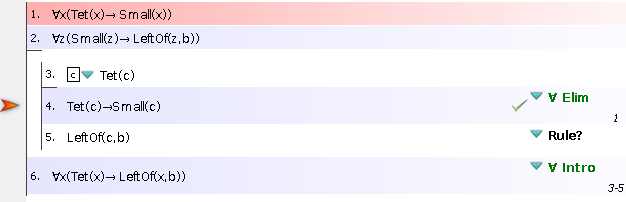 1. ∀x(Tet(x)→ Small(x))
2. ∀z(Small(z)→ LeftOf(z,b))
3. c Tet(c)
4. Tet(c)→Small(c) ∀ Elim 1
5. LeftOf(c,b) Rule?
6. ∀x(Tet(x)→ LeftOf(x,b)) ∀ Intro 3-5